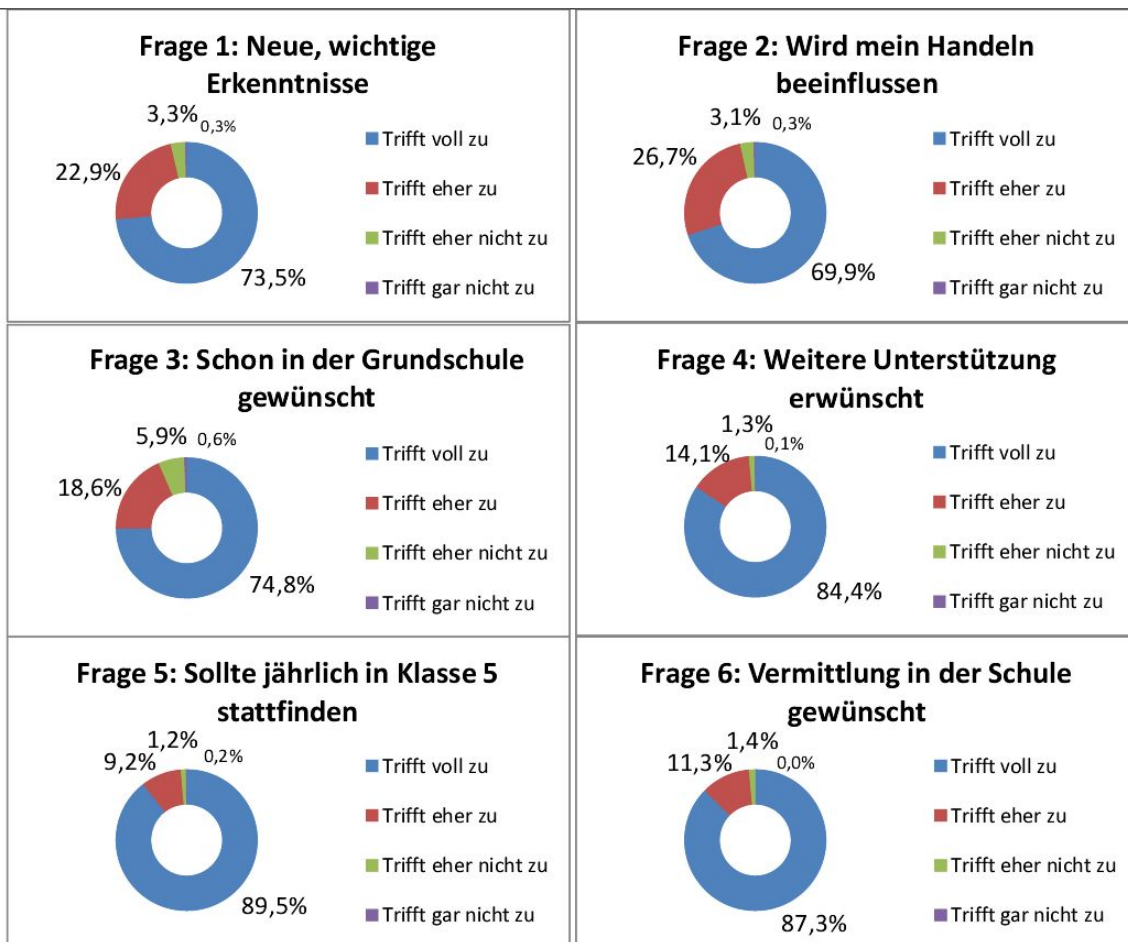 Frage 1: Neue, wichtige
Erkenntnisse
3,3%
0,3%
22,9%
73,5%
Trifft voll zu
Trifft eher zu
Trifft eher nicht zu
Trifft gar nicht zu
Frage 2: Wird mein Handeln
beeinflussen
3,1%
0,3%
26,7%
69,9%
Trifft voll zu
Trifft eher zu
Trifft eher nicht zu
Trifft gar nicht zu
Frage 3: Schon in der Grundschule
gewünscht
5,9%
0,6%
18,6%
74,8%
Trifft voll zu
Trifft eher zu
Trifft eher nicht zu
Trifft gar nicht zu
Frage 4: Weitere Unterstützung
erwünscht
1,3%
0,1%
14,1%
84,4%
Trifft voll zu
Trifft eher zu
Trifft eher nicht zu
Trifft gar nicht zu
Frage 5: Sollte jährlich in Klasse 5
stattfinden
1,2%
0,2%
9,2%
89,5%
Trifft voll zu
Trifft eher zu
Trifft eher nicht zu
Trifft gar nicht zu
Frage 6: Vermittlung in der Schule
gewünscht
1,4%
0,0%
11,3%
87,3%
Trifft voll zu
Trifft eher zu
Trifft eher nicht zu
Trifft gar nicht zu